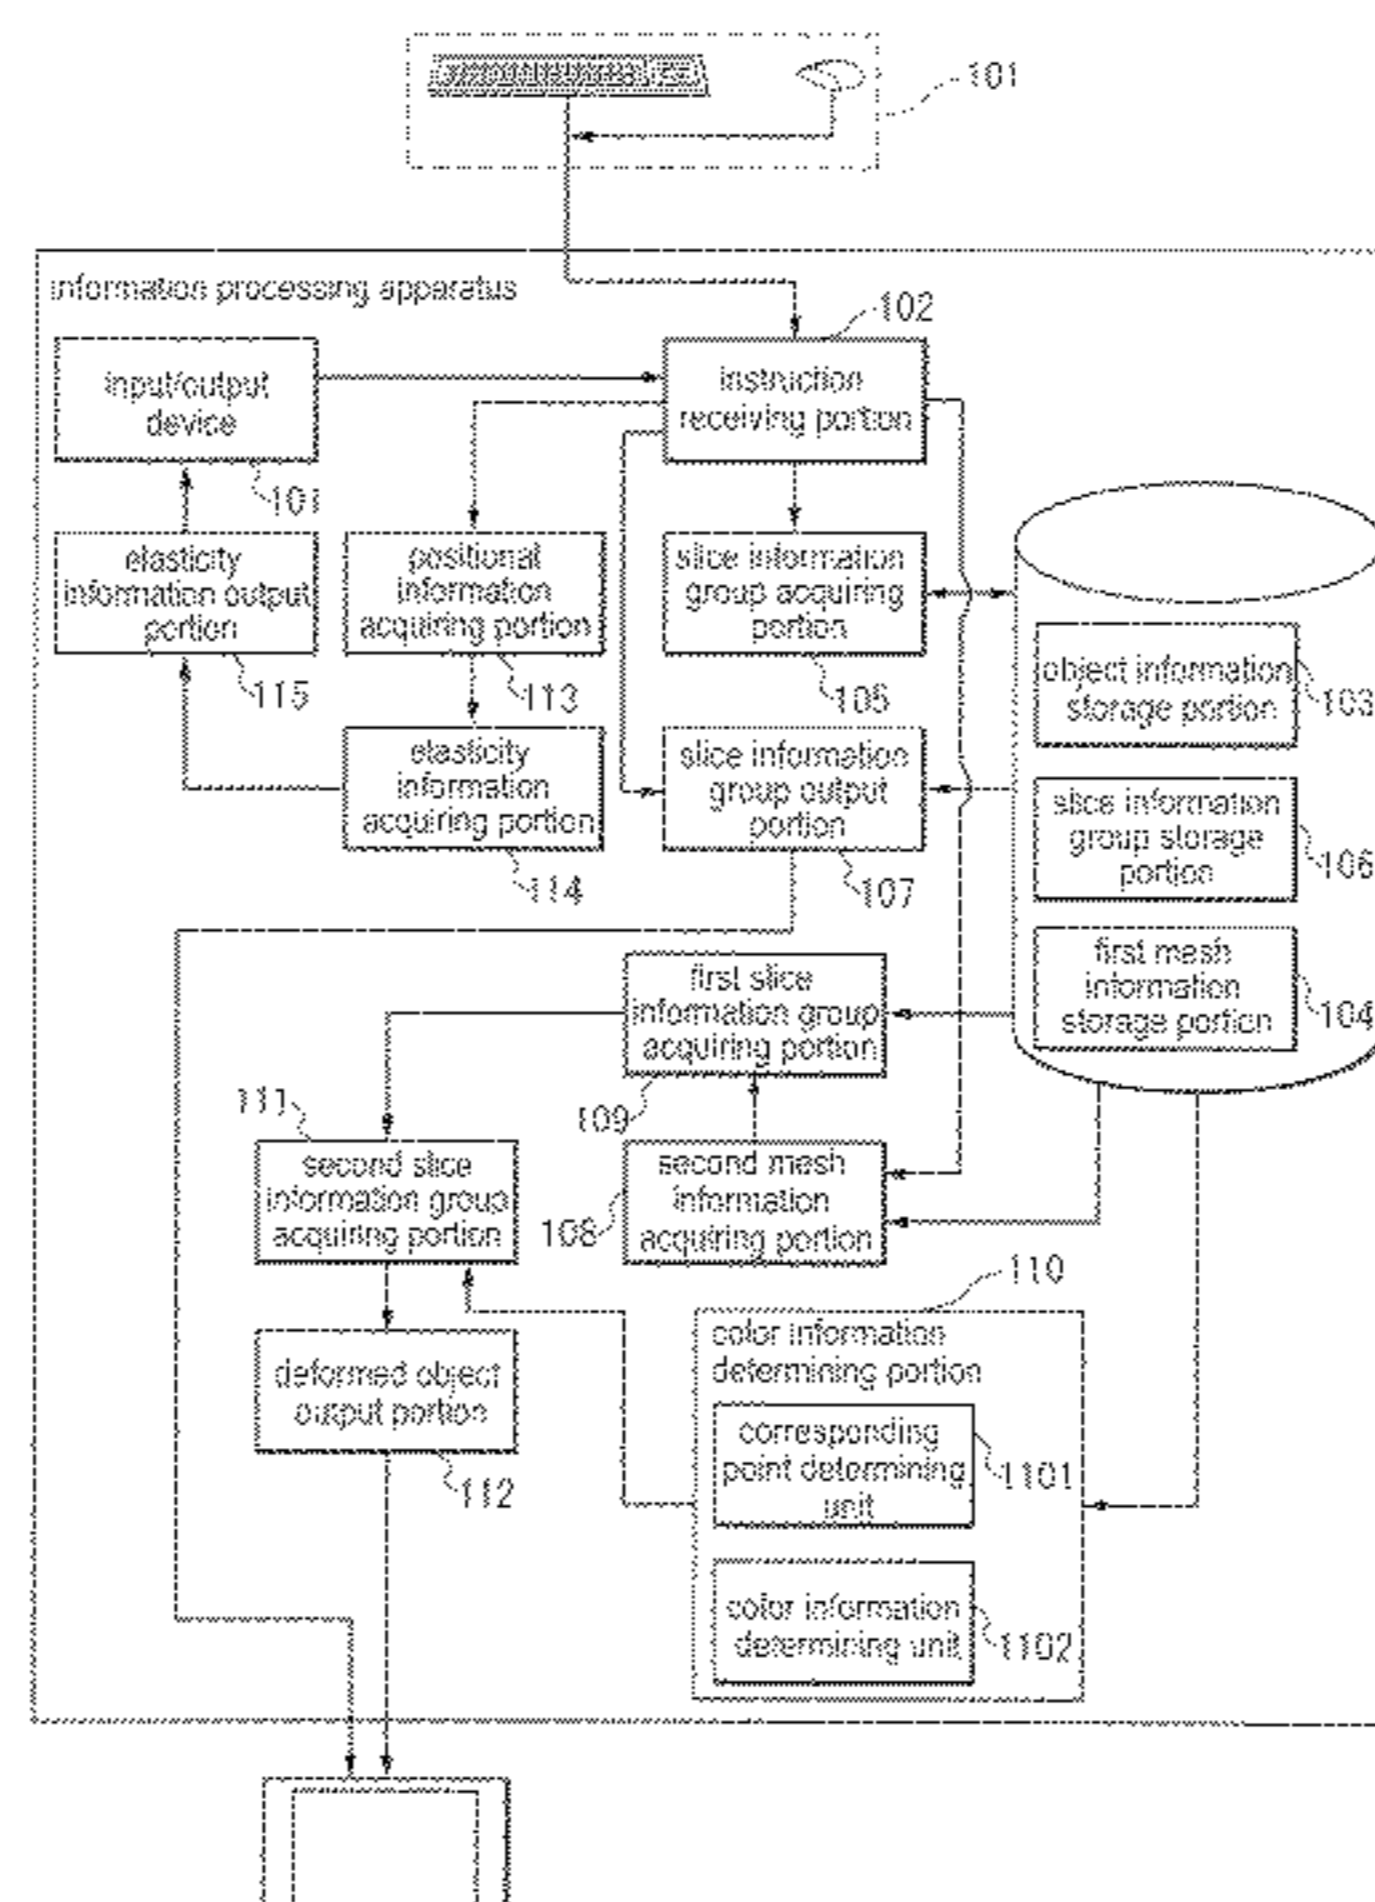 101
information processing apparatus
102
input/output
device
instruction
receiving portion
101
elasticity
information output
portion
positional
information
acquiring portion
slice information
group acquiring
portion
115
113
105
object information
storage portion
103
elasticity
information
acquiring portion
slice information
group output
portion
slice information
group storage
portion
106
114
107
first slice
information group
acquiring portion
first mesh
information
storage portion
104
111
109
second slice
information group
acquiring portion
108
second mesh
information
acquiring portion
110
color information
determining portion
deformed object
output portion
corresponding
point determining
unit
1101
112
color information
determining unit
1102